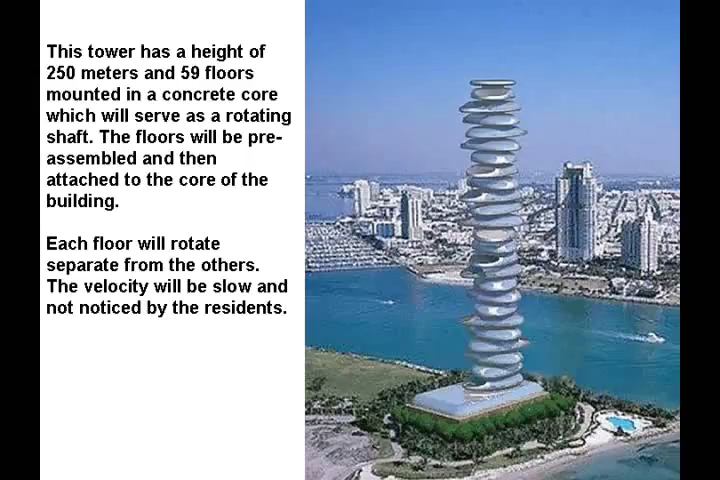 This tower has a height of
250 meters and 59 floors
mounted in a concrete core
which will serve as a rotating
shaft. The floors will be pre-
assembled and then
attached to the core of the
building.
Each floor will rotate
separate from the others.
The velocity will be slow and
not noticed by the residents.